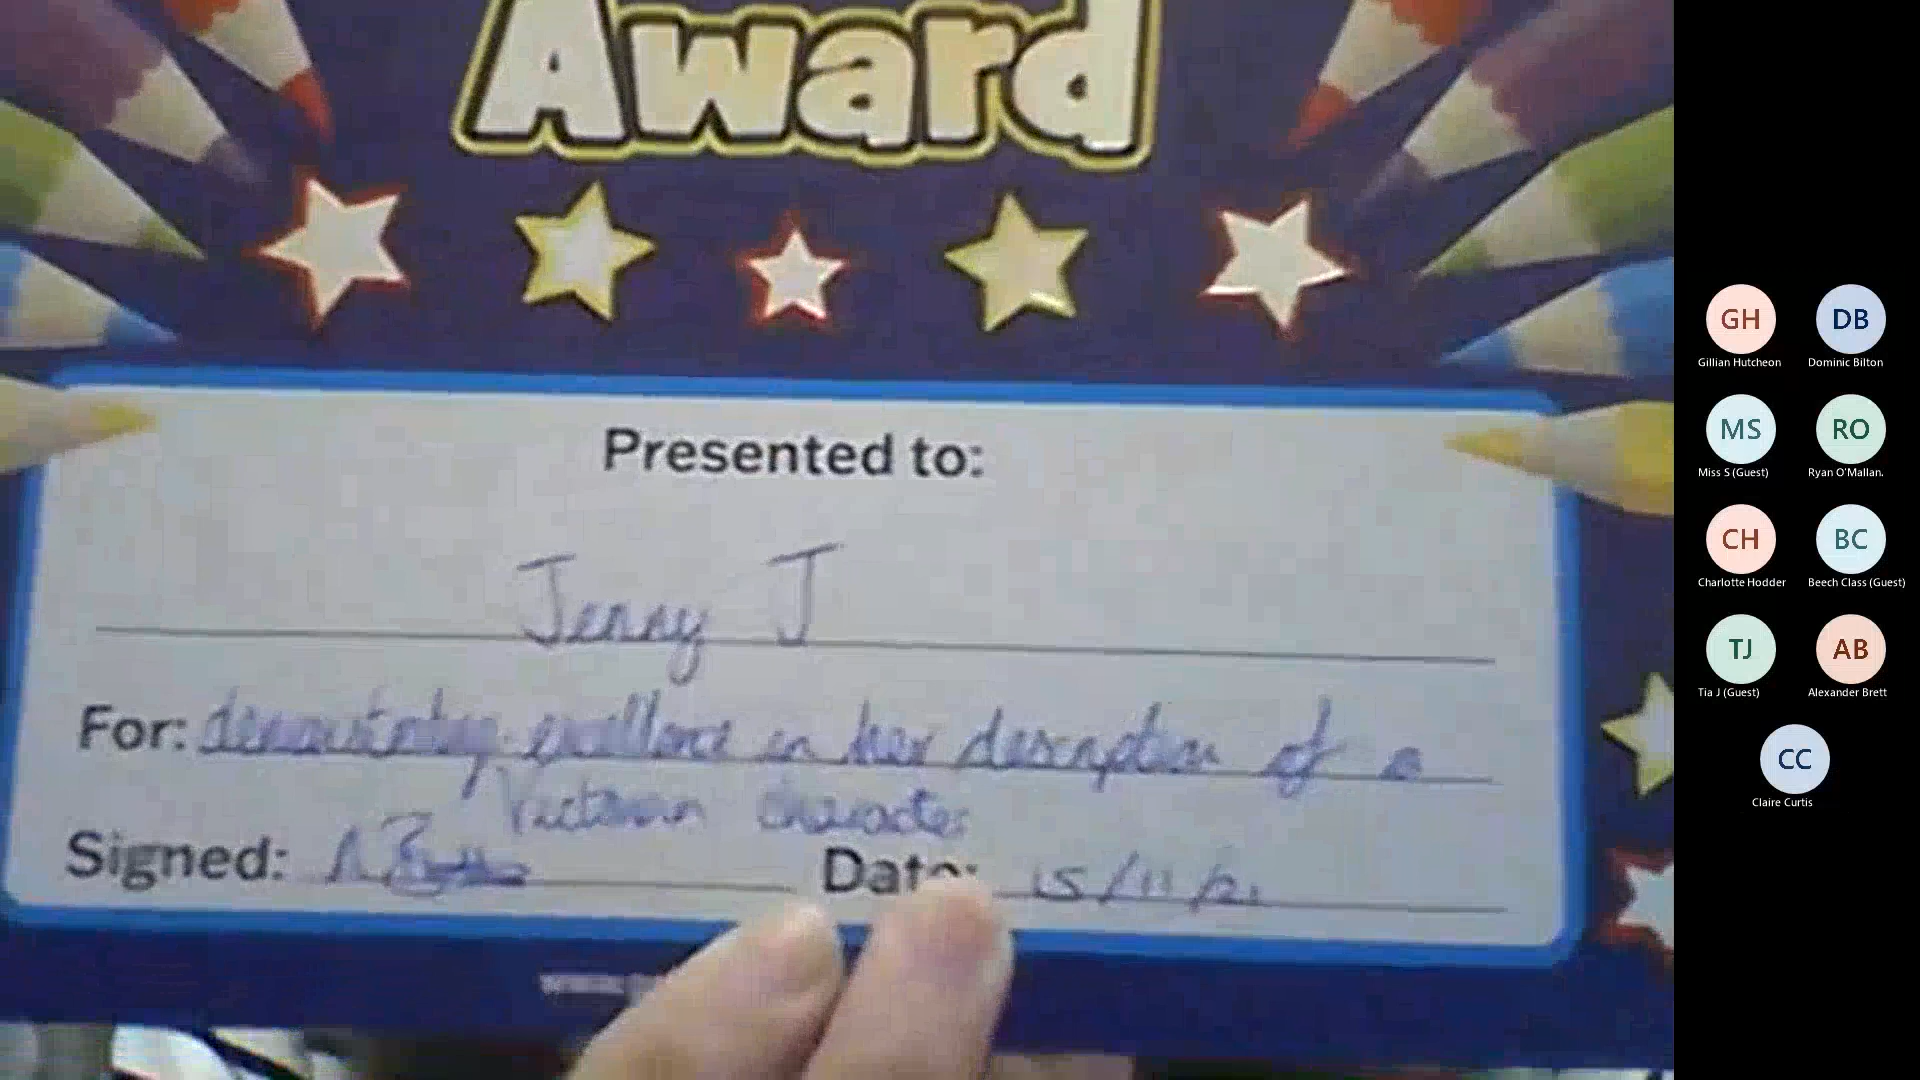 Award
Presented to:
Jenny J
For: demonstrating excellence in her description of a
Victorian character
Signed:
Date: 15/11/21
GH
Gillian Hutcheon
DB
Dominic Bilton
MS
Miss S (Guest)
RO
Ryan O'Mallan.
CH
Charlotte Hodder
BC
Beech Class (Guest)
TJ
Tia J (Guest)
AB
Alexander Brett
CC
Claire Curtis